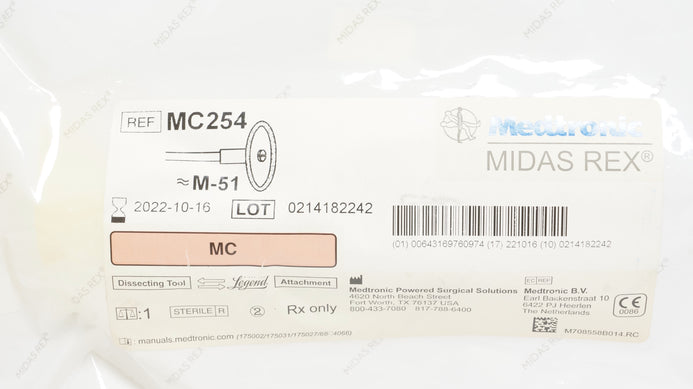 REF MC254
Medtronic
MIDAS REX®
≈ M-51
2022-10-16 LOT 0214182242
(01) 00643169760974 (17) 221016 (10) 0214182242
MC
Dissecting Tool Legend Attachment
:1 STERILE R 2 Rx only
: manuals.medtronic.com
Medtronic Powered Surgical Solutions
4620 North Beach Street
Fort Worth, TX 76137 USA
800-433-7080 817-788-6400
EC REP
Medtronic B.V.
Earl Bakkenstraat 10
6422 PJ Heerlen
The Netherlands
CE
0086
M708558B014.RC